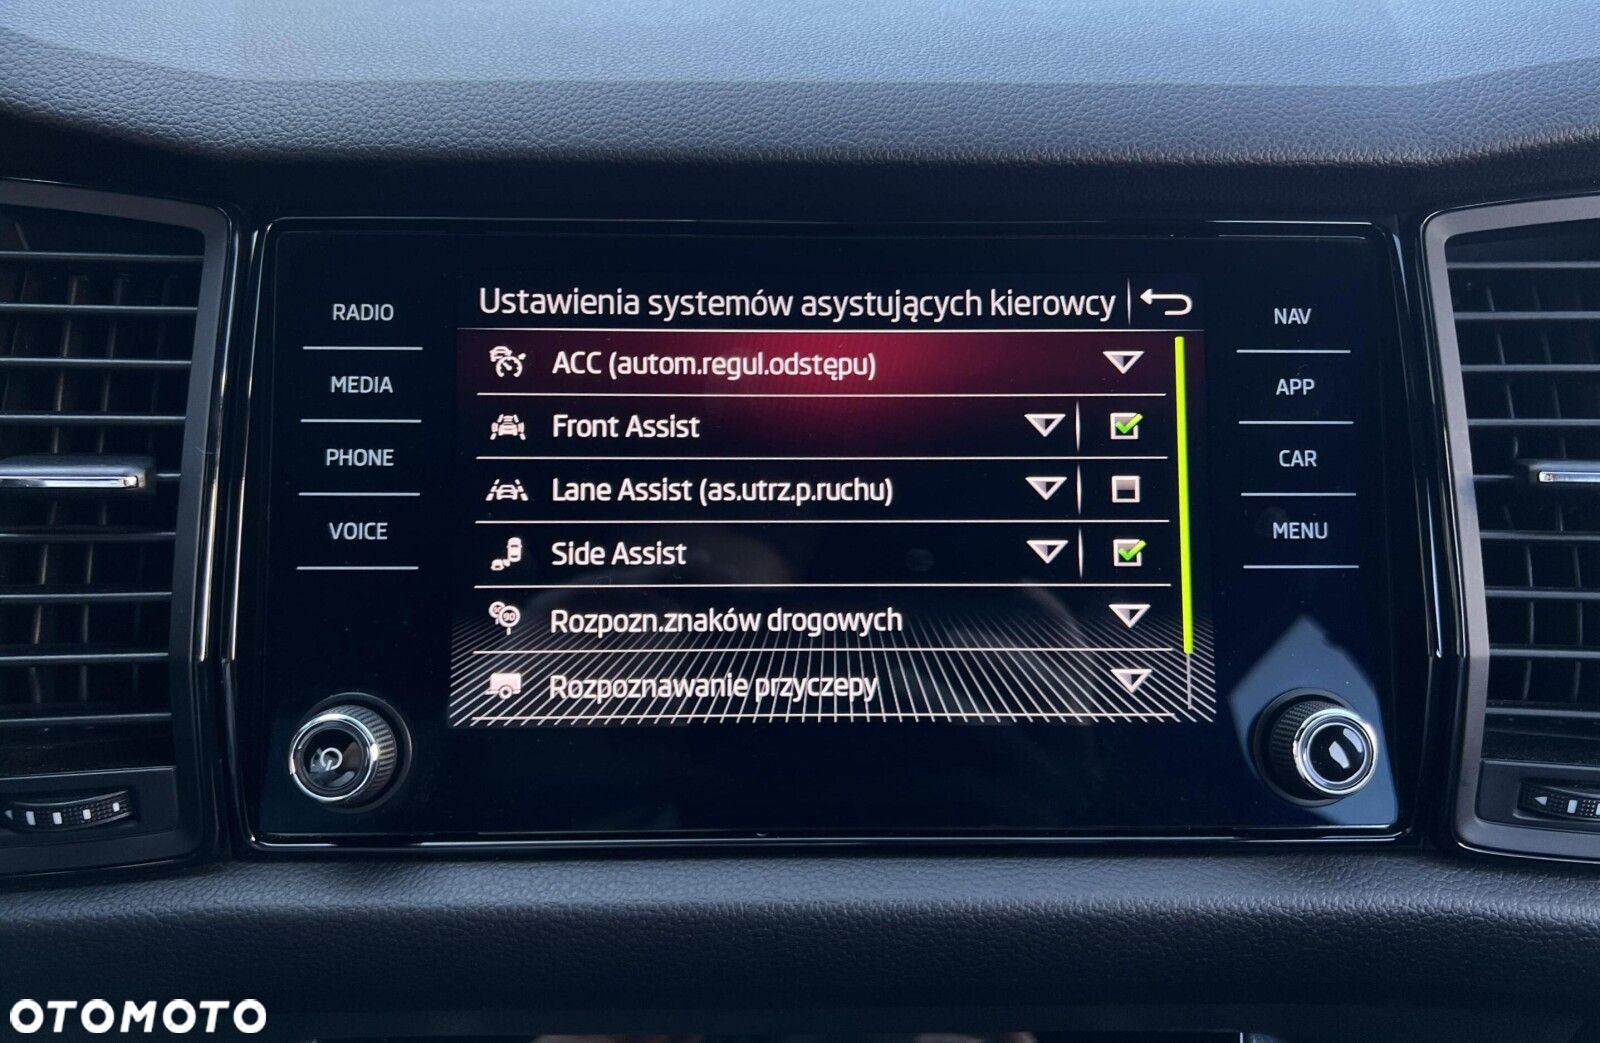 Ustawienia systemów asystujących kierowcy
RADIO
MEDIA
PHONE
VOICE
ACC (autom.regul.odstępu)
Front Assist
Lane Assist (as.utrz.p.ruchu)
Side Assist
90
Rozpozn.znaków drogowych
Rozpoznawanie przyczepy
NAV
APP
CAR
MENU
OTOMOTO